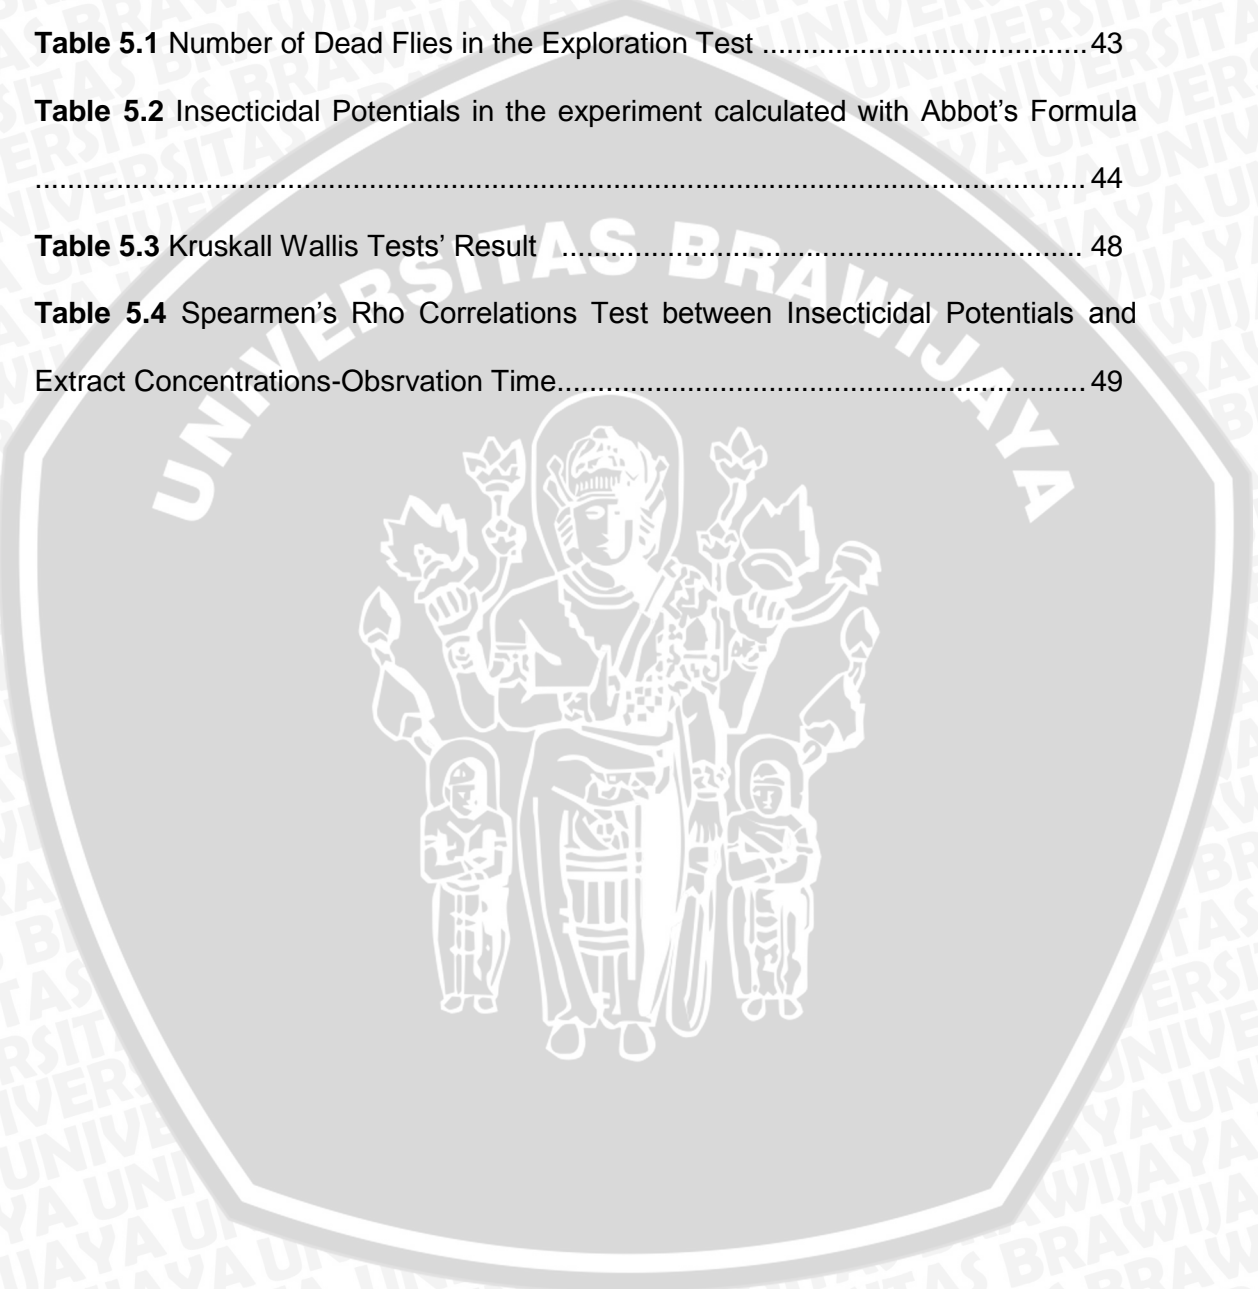 Table 5.1 Number of Dead Flies in the Exploration Test ........................................ 43
Table 5.2 Insecticidal Potentials in the experiment calculated with Abbot's Formula
.................................................................................................................................. 44
Table 5.3 Kruskall Wallis Tests' Result ................................................................ 48
Table 5.4 Spearmen's Rho Correlations Test between Insecticidal Potentials and
Extract Concentrations-Obsrvation Time................................................................. 49
UNIVERSITAS BRAWIJAYA